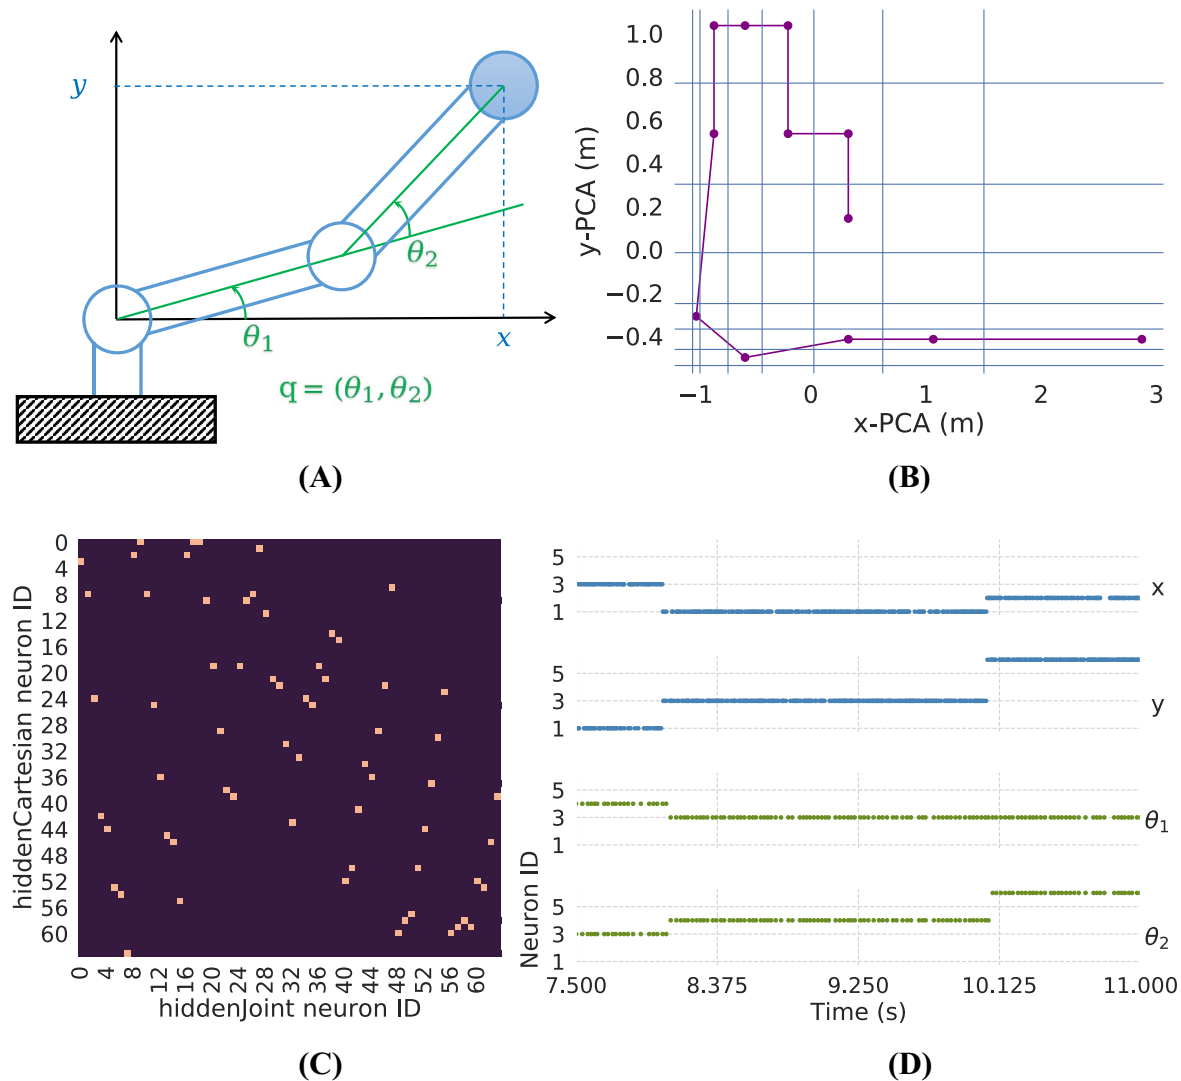 y
θ2
θ1
x
q = (θ1, θ2)
(A)
y-PCA (m)
1.0
0.8
0.6
0.4
0.2
0.0
−0.2
−0.4
−1 0 1 2 3
x-PCA (m)
(B)
hiddenCartesian neuron ID
0
4
8
12
16
20
24
28
32
36
40
44
48
52
56
60
0 4 8 12 16 20 24 28 32 36 40 44 48 52 56 60
hiddenJoint neuron ID
(C)
Neuron ID
5
3
1
x
5
3
1
y
5
3
1
θ1
5
3
1
θ2
7.500 8.375 9.250 10.125 11.000
Time (s)
(D)